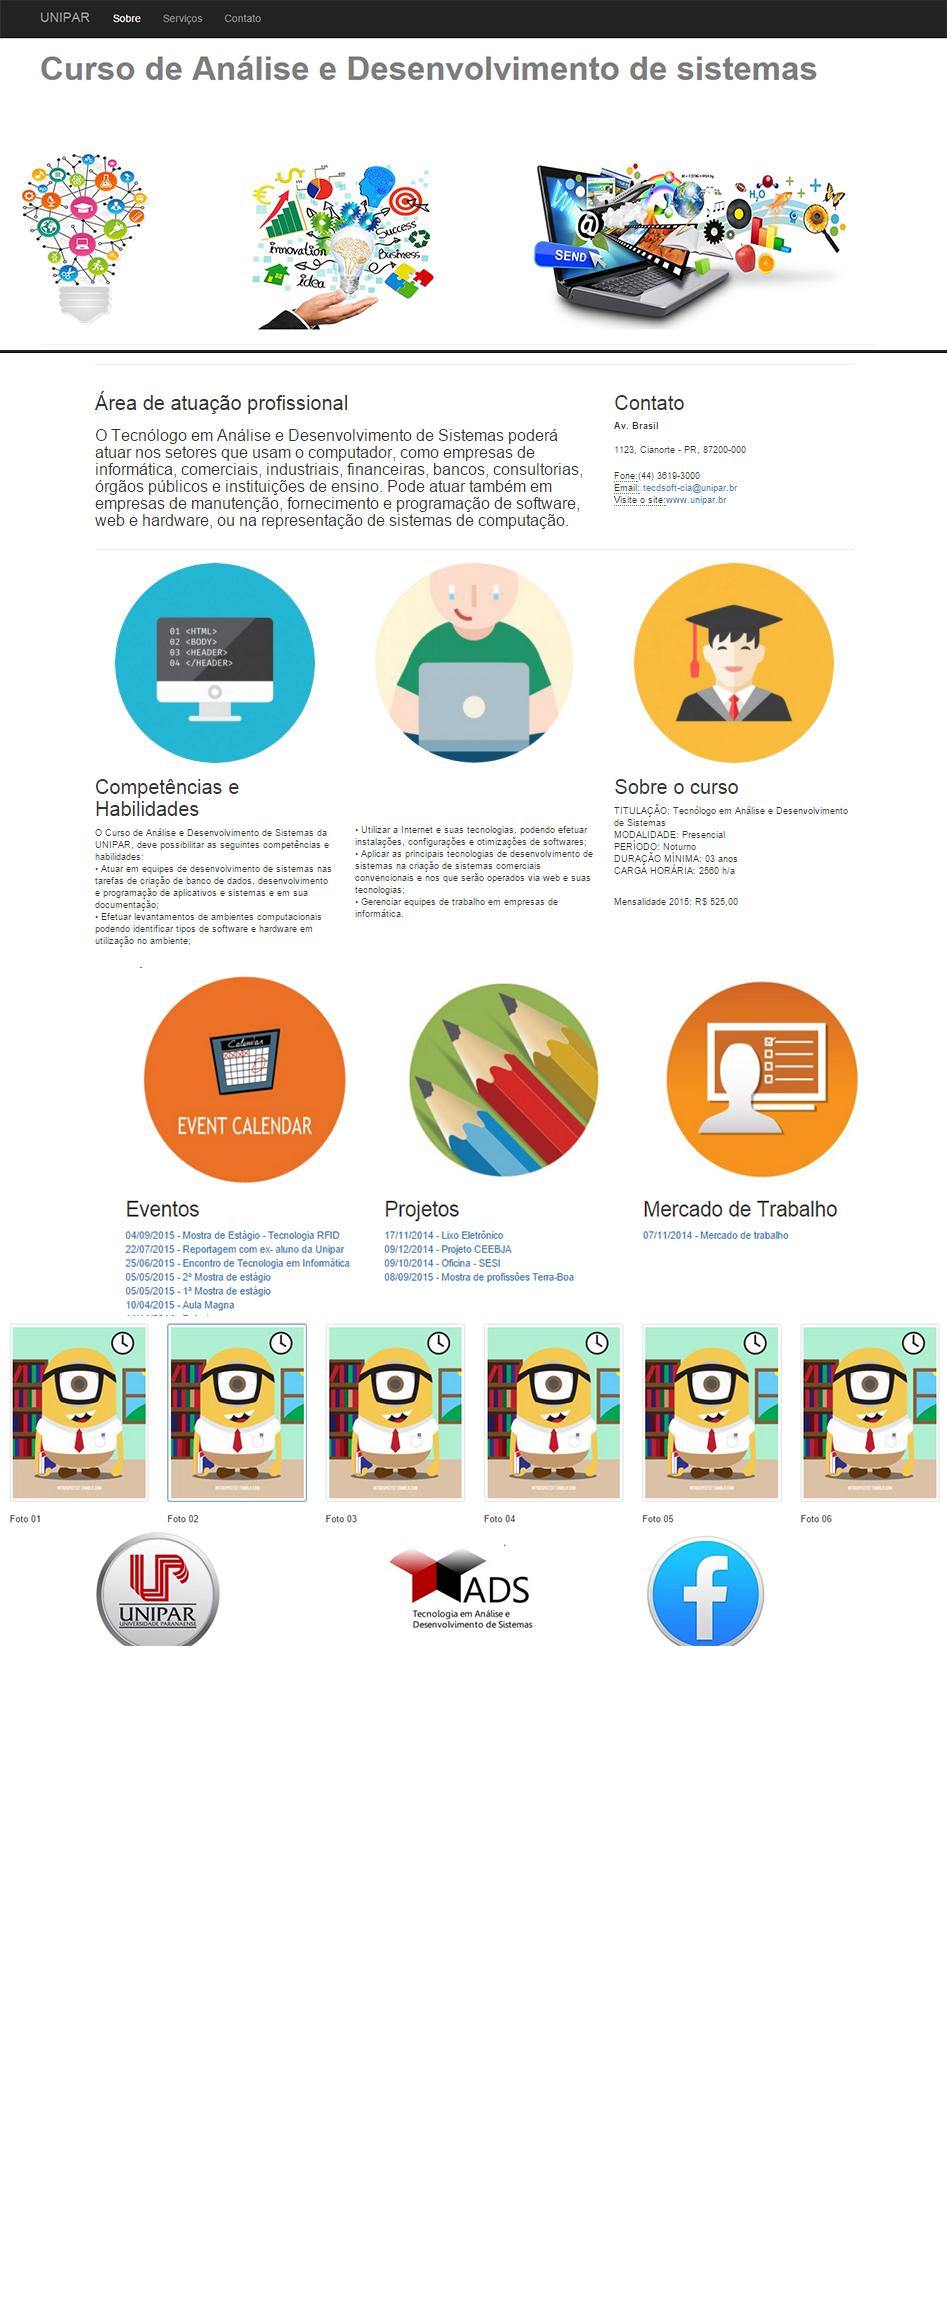 UNIPAR Sobre Serviços Contato
Curso de Análise e Desenvolvimento de sistemas
innovation
idea
Success
Business
SEND
@
H₂O
Área de atuação profissional
O Tecnólogo em Análise e Desenvolvimento de Sistemas poderá
atuar nos setores que usam o computador, como empresas de
informática, comerciais, industriais, financeiras, bancos, consultorias,
órgãos públicos e instituições de ensino. Pode atuar também em
empresas de manutenção, fornecimento e programação de software,
web e hardware, ou na representação de sistemas de computação.
Contato
Av. Brasil
1123, Cianorte - PR, 87200-000
Fone:(44) 3619-3000
Email: tecdsoft-cia@unipar.br
Visite o site:www.unipar.br
01 <HTML>
02 <BODY>
03 <HEADER>
04 </HEADER>
Competências e
Habilidades
O Curso de Análise e Desenvolvimento de Sistemas da
UNIPAR, deve possibilitar as seguintes competências e
habilidades:
• Atuar em equipes de desenvolvimento de sistemas nas
tarefas de criação de banco de dados, desenvolvimento
e programação de aplicativos e sistemas e em sua
documentação;
• Efetuar levantamentos de ambientes computacionais
podendo identificar tipos de software e hardware em
utilização no ambiente;
• Utilizar a Internet e suas tecnologias, podendo efetuar
instalações, configurações e otimizações de softwares;
• Aplicar as principais tecnologias de desenvolvimento de
sistemas na criação de sistemas comerciais
convencionais e nos que serão operados via web e suas
tecnologias;
• Gerenciar equipes de trabalho em empresas de
informática.
Sobre o curso
TITULAÇÃO: Tecnólogo em Análise e Desenvolvimento
de Sistemas
MODALIDADE: Presencial
PERÍODO: Noturno
DURAÇÃO MÍNIMA: 03 anos
CARGA HORÁRIA: 2560 h/a
Mensalidade 2015: R$ 525,00
Calendar
EVENT CALENDAR
Eventos
04/09/2015 - Mostra de Estágio - Tecnologia RFID
22/07/2015 - Reportagem com ex- aluno da Unipar
25/06/2015 - Encontro de Tecnologia em Informática
05/05/2015 - 2ª Mostra de estágio
05/05/2015 - 1ª Mostra de estágio
10/04/2015 - Aula Magna
Projetos
17/11/2014 - Lixo Eletrônico
09/12/2014 - Projeto CEEBJA
09/10/2014 - Oficina - SESI
08/09/2015 - Mostra de profissões Terra-Boa
Mercado de Trabalho
07/11/2014 - Mercado de trabalho
Foto 01
Foto 02
Foto 03
Foto 04
Foto 05
Foto 06
UNIPAR
UNIVERSIDADE PARANAENSE
ADS
Tecnologia em Análise e
Desenvolvimento de Sistemas